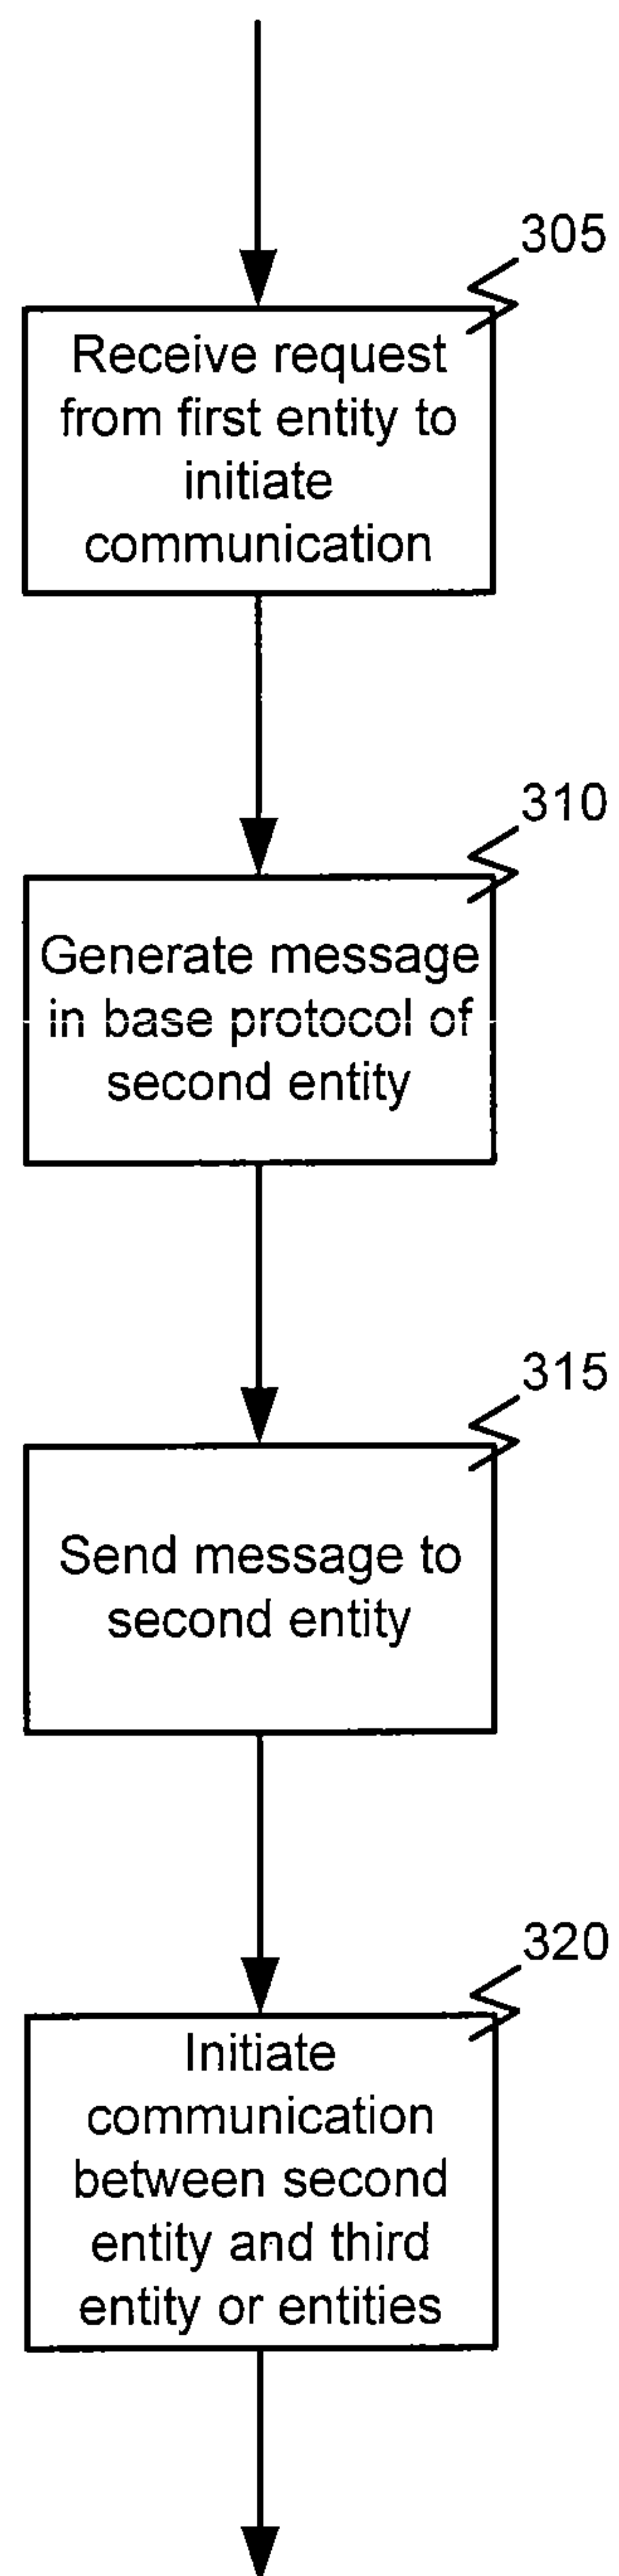 305
Receive request
from first entity to
initiate
communication
310
Generate message
in base protocol of
second entity
315
Send message to
second entity
320
Initiate
communication
between second
entity and third
entity or entities